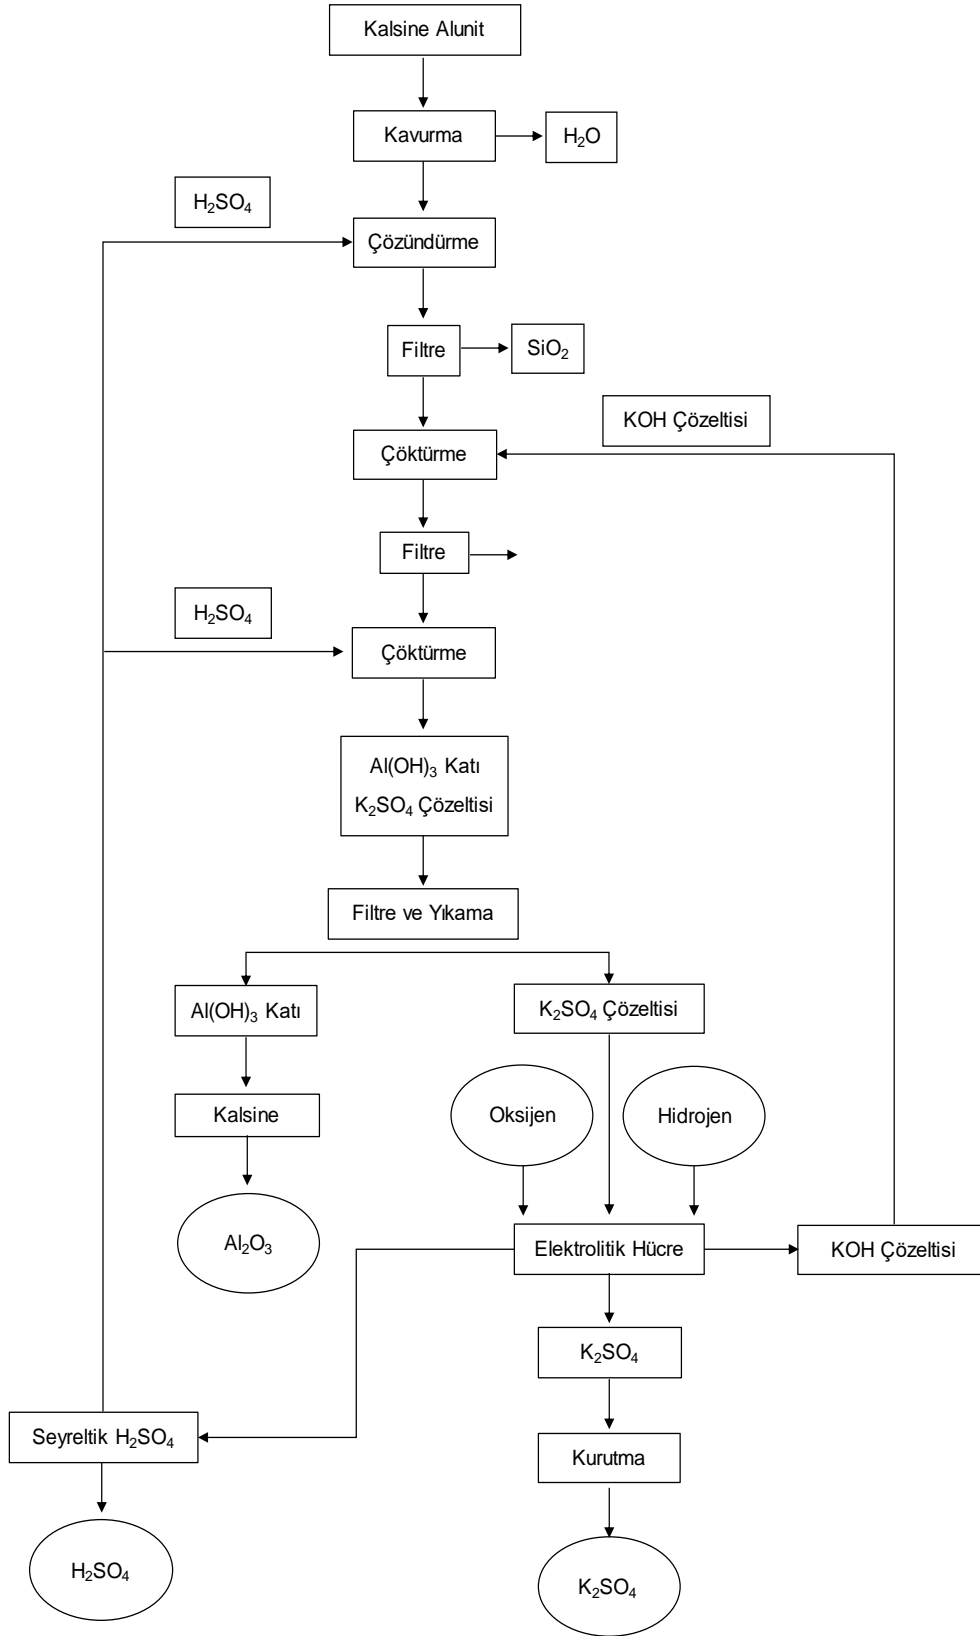 Kalsine Alunit
Kavurma
H₂O
H₂SO₄
Çözündürme
Filtre
SiO₂
KOH Çözeltisi
Çöktürme
Filtre
H₂SO₄
Çöktürme
Al(OH)₃ Katı
K₂SO₄ Çözeltisi
Filtre ve Yıkama
Al(OH)₃ Katı
K₂SO₄ Çözeltisi
Kalsine
Oksijen
Hidrojen
Al₂O₃
Elektrolitik Hücre
KOH Çözeltisi
K₂SO₄
Seyreltik H₂SO₄
Kurutma
H₂SO₄
K₂SO₄